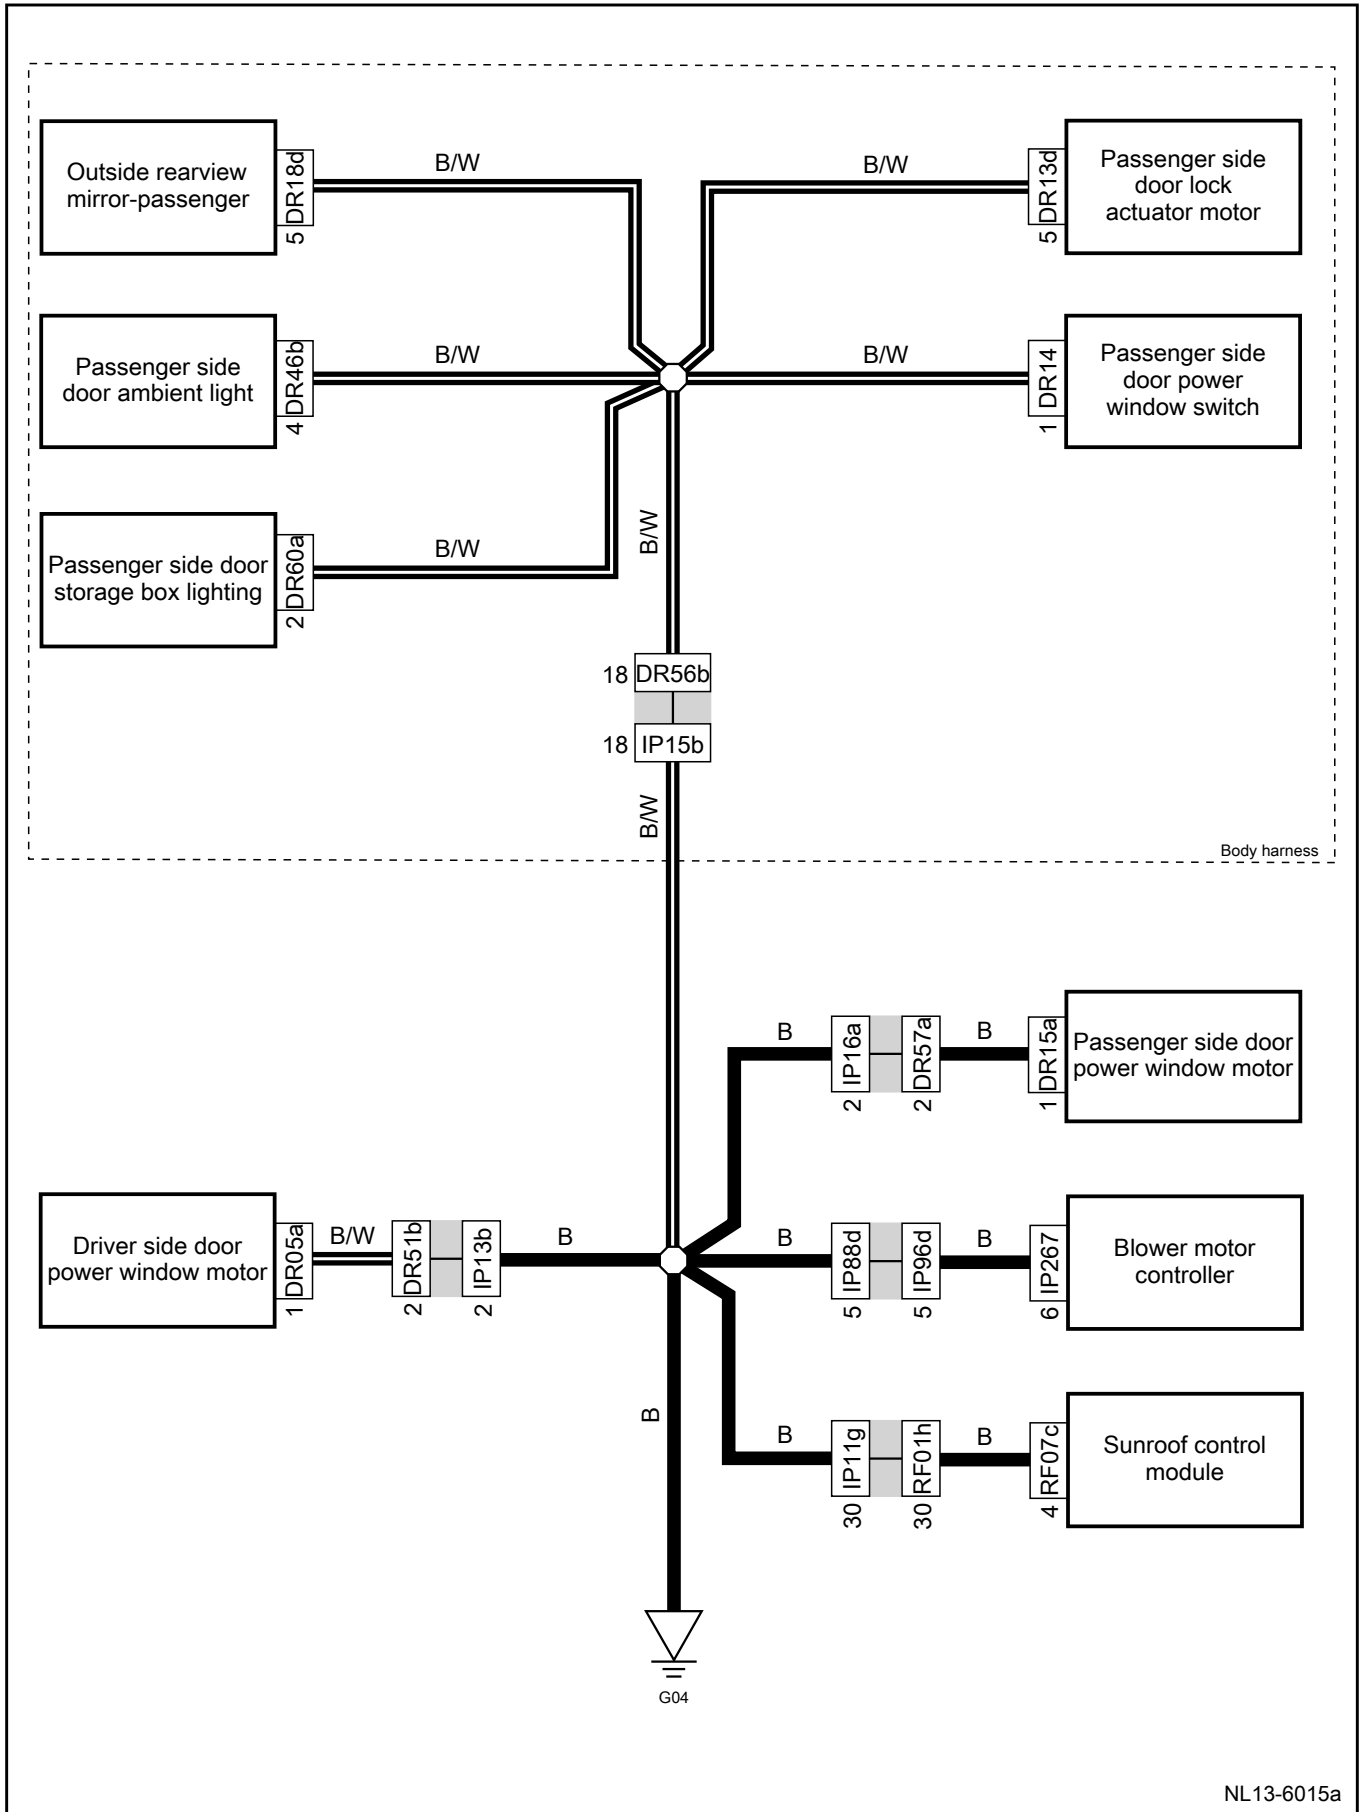 Outside rearview
mirror-passenger
5 DR18d
B/W
B/W
5 DR13d
Passenger side
door lock
actuator motor
Passenger side
door ambient light
4 DR46b
B/W
B/W
1 DR14
Passenger side
door power
window switch
Passenger side door
storage box lighting
2 DR60a
B/W
B/W
18 DR56b
18 IP15b
B/W
Body harness
B
2 IP16a
2 DR57a
B
1 DR15a
Passenger side door
power window motor
Driver side door
power window motor
1 DR05a
B/W
2 DR51b
2 IP13b
B
B
5 IP88d
5 IP96d
B
6 IP267
Blower motor
controller
B
B
30 IP11g
30 RF01h
B
4 RF07c
Sunroof control
module
G04
NL13-6015a